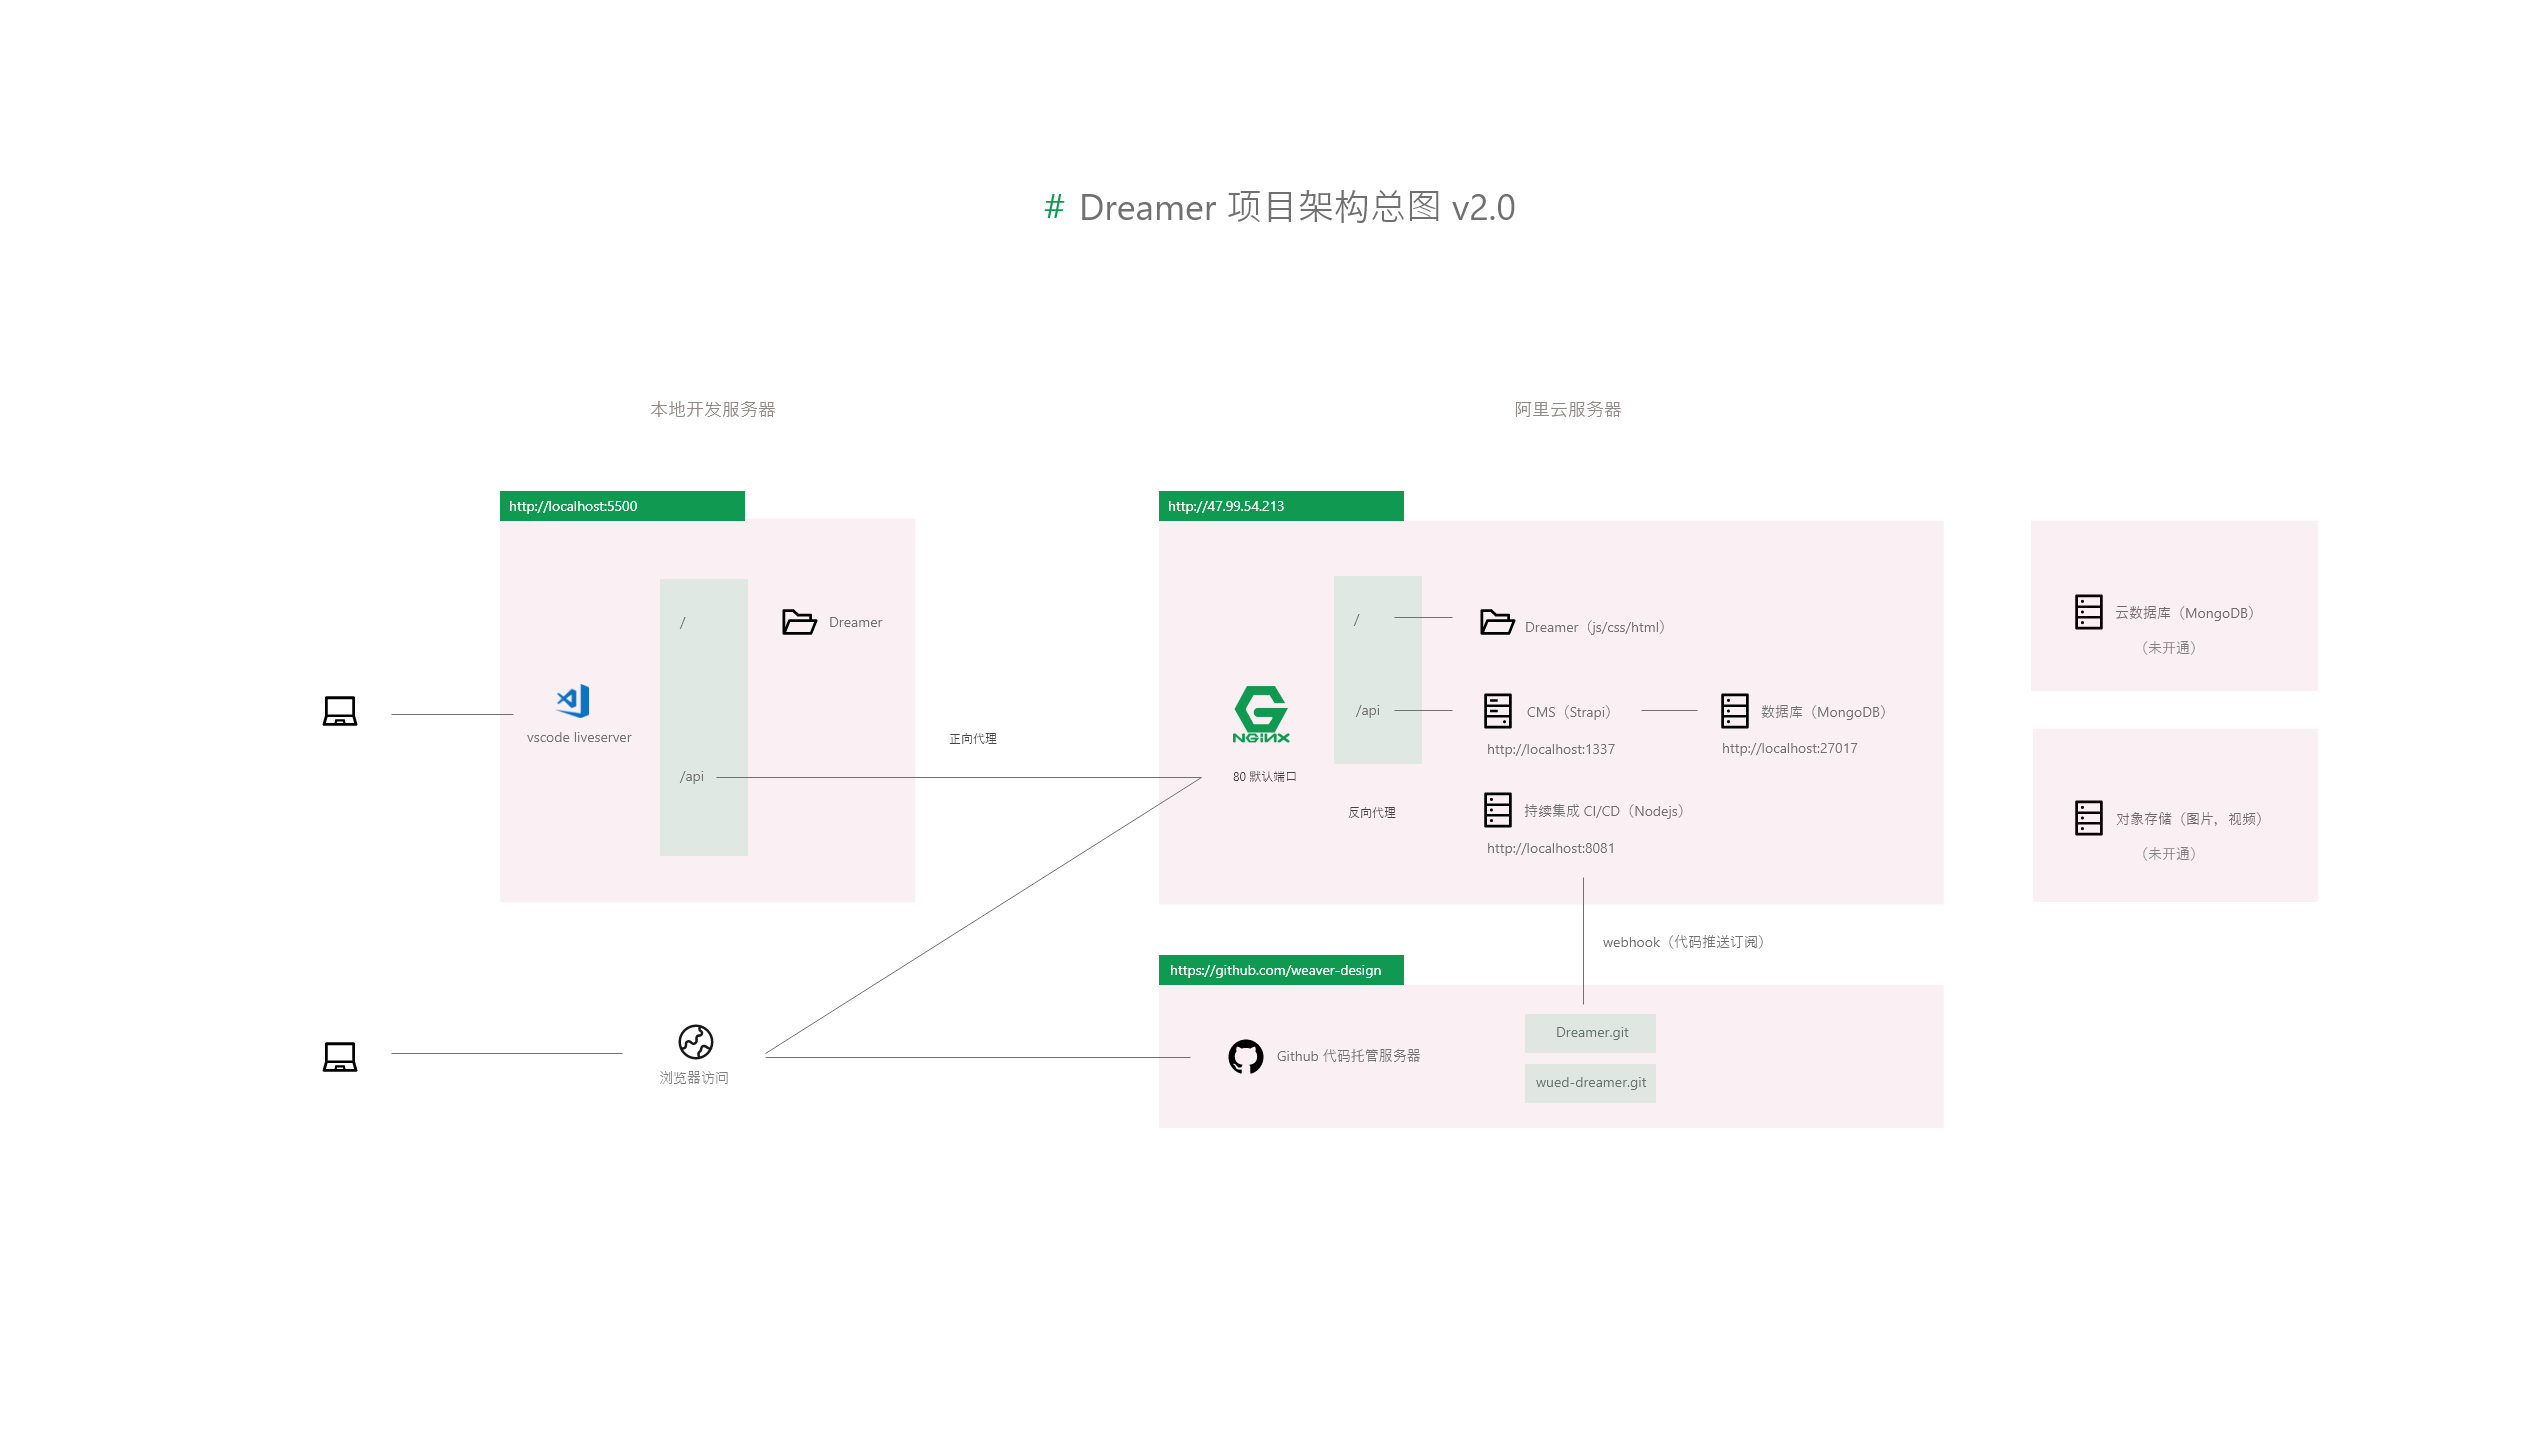 # Dreamer 项目架构总图 v2.0
本地开发服务器
阿里云服务器
http://localhost:5500
/
Dreamer
vscode liveserver
/api
正向代理
http://47.99.54.213
/
Dreamer（js/css/html）
NGINX
/api
CMS（Strapi）
数据库（MongoDB）
http://localhost:1337
http://localhost:27017
80 默认端口
反向代理
持续集成 CI/CD（Nodejs）
http://localhost:8081
云数据库（MongoDB）
（未开通）
对象存储（图片，视频）
（未开通）
webhook（代码推送订阅）
https://github.com/weaver-design
Github 代码托管服务器
Dreamer.git
wued-dreamer.git
浏览器访问